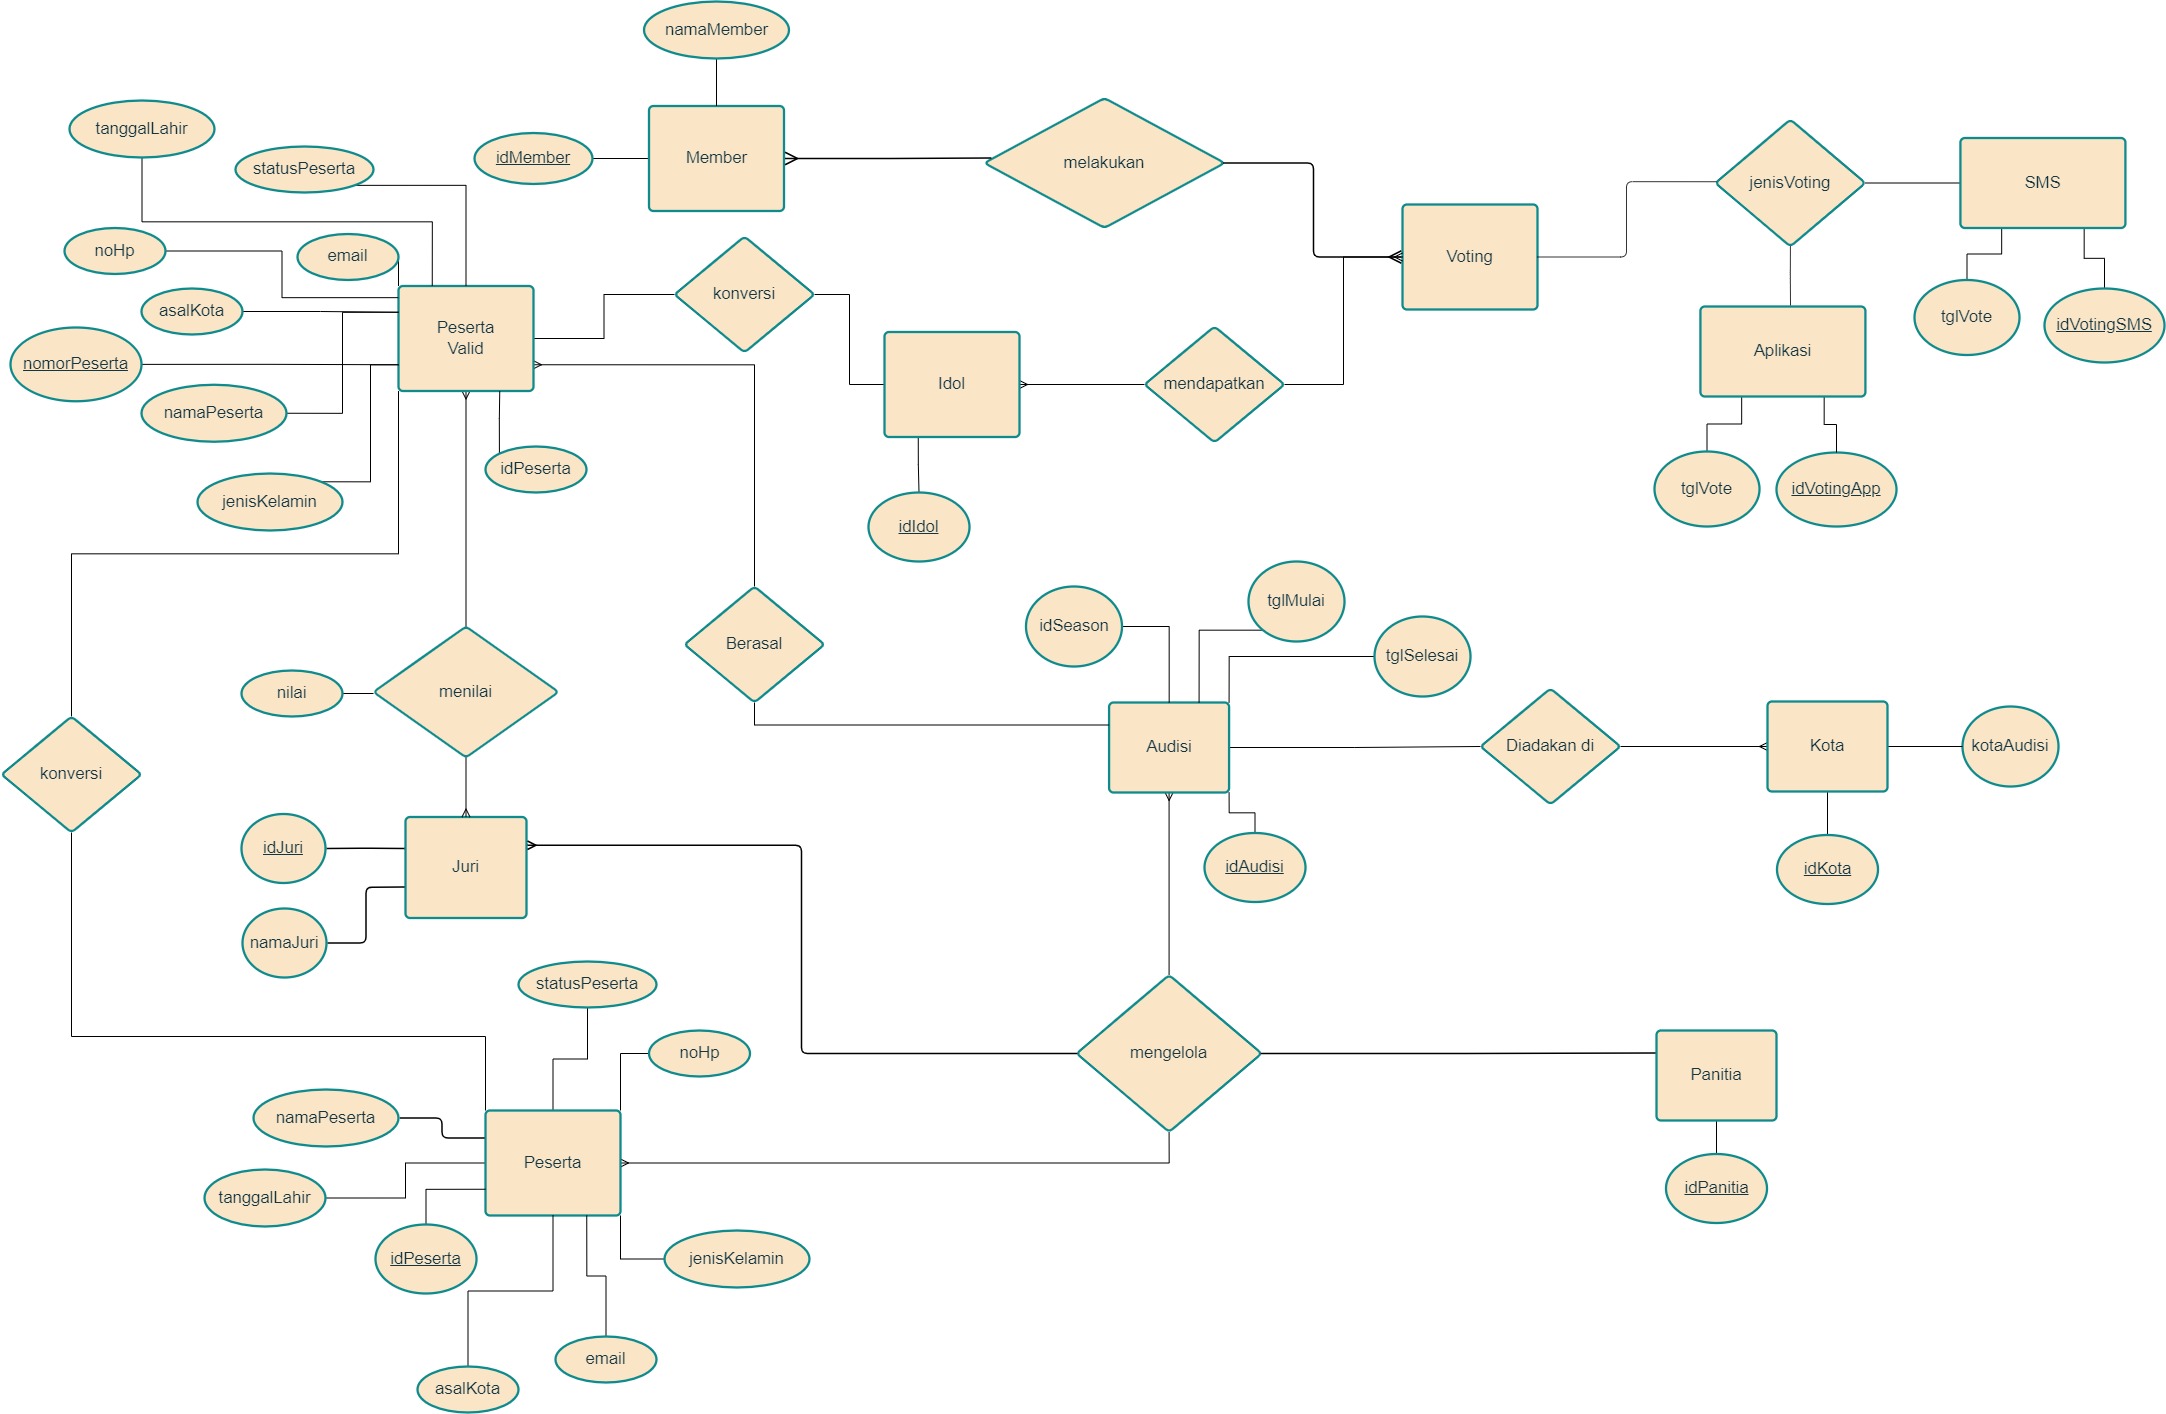 namaMember
tanggalLahir
statusPeserta
idMember
Member
melakukan
jenisVoting
SMS
noHp
email
Voting
konversi
asalKota
Peserta
Valid
tglVote
idVotingSMS
Aplikasi
nomorPeserta
Idol
mendapatkan
namaPeserta
idPeserta
jenisKelamin
idIdol
tglVote
idVotingApp
tglMulai
idSeason
tglSelesai
Berasal
nilai
menilai
Audisi
Diadakan di
Kota
kotaAudisi
konversi
idJuri
Juri
idAudisi
idKota
namaJuri
statusPeserta
noHp
mengelola
Panitia
namaPeserta
Peserta
tanggalLahir
idPanitia
idPeserta
jenisKelamin
email
asalKota